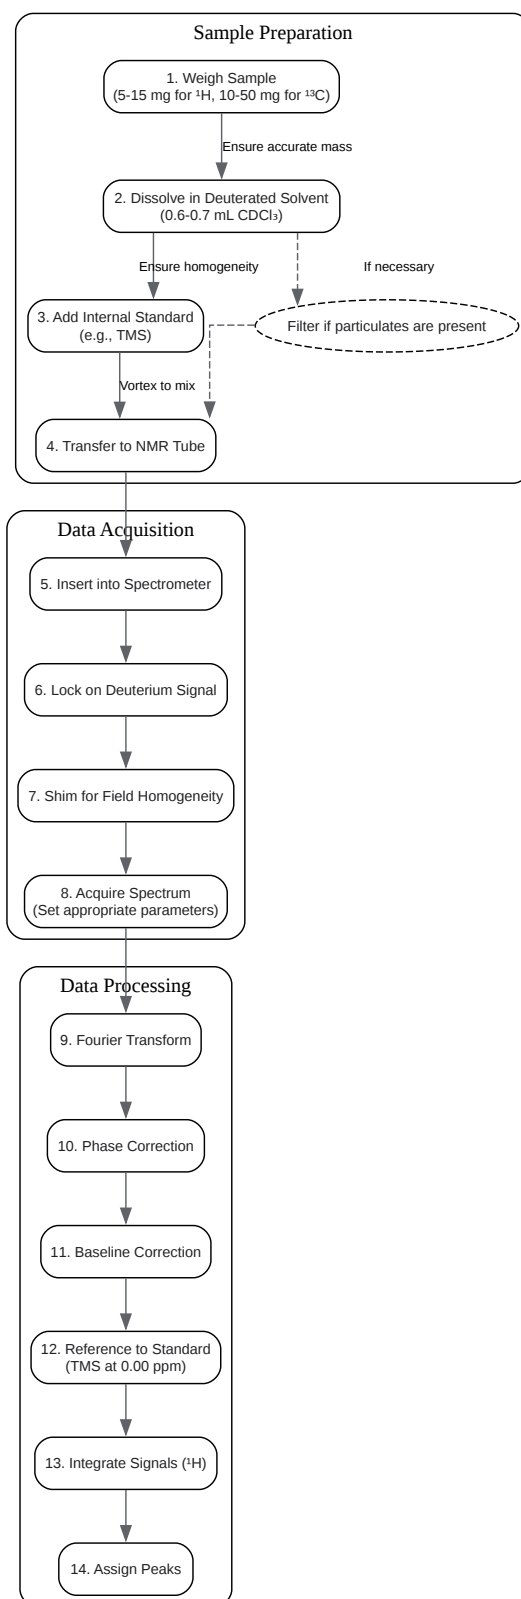 Sample Preparation
1. Weigh Sample
(5-15 mg for ¹H, 10-50 mg for ¹³C)
Ensure accurate mass
2. Dissolve in Deuterated Solvent
(0.6-0.7 mL CDCl₃)
Ensure homogeneity
If necessary
3. Add Internal Standard
(e.g., TMS)
Filter if particulates are present
Vortex to mix
4. Transfer to NMR Tube
Data Acquisition
5. Insert into Spectrometer
6. Lock on Deuterium Signal
7. Shim for Field Homogeneity
8. Acquire Spectrum
(Set appropriate parameters)
Data Processing
9. Fourier Transform
10. Phase Correction
11. Baseline Correction
12. Reference to Standard
(TMS at 0.00 ppm)
13. Integrate Signals (¹H)
14. Assign Peaks